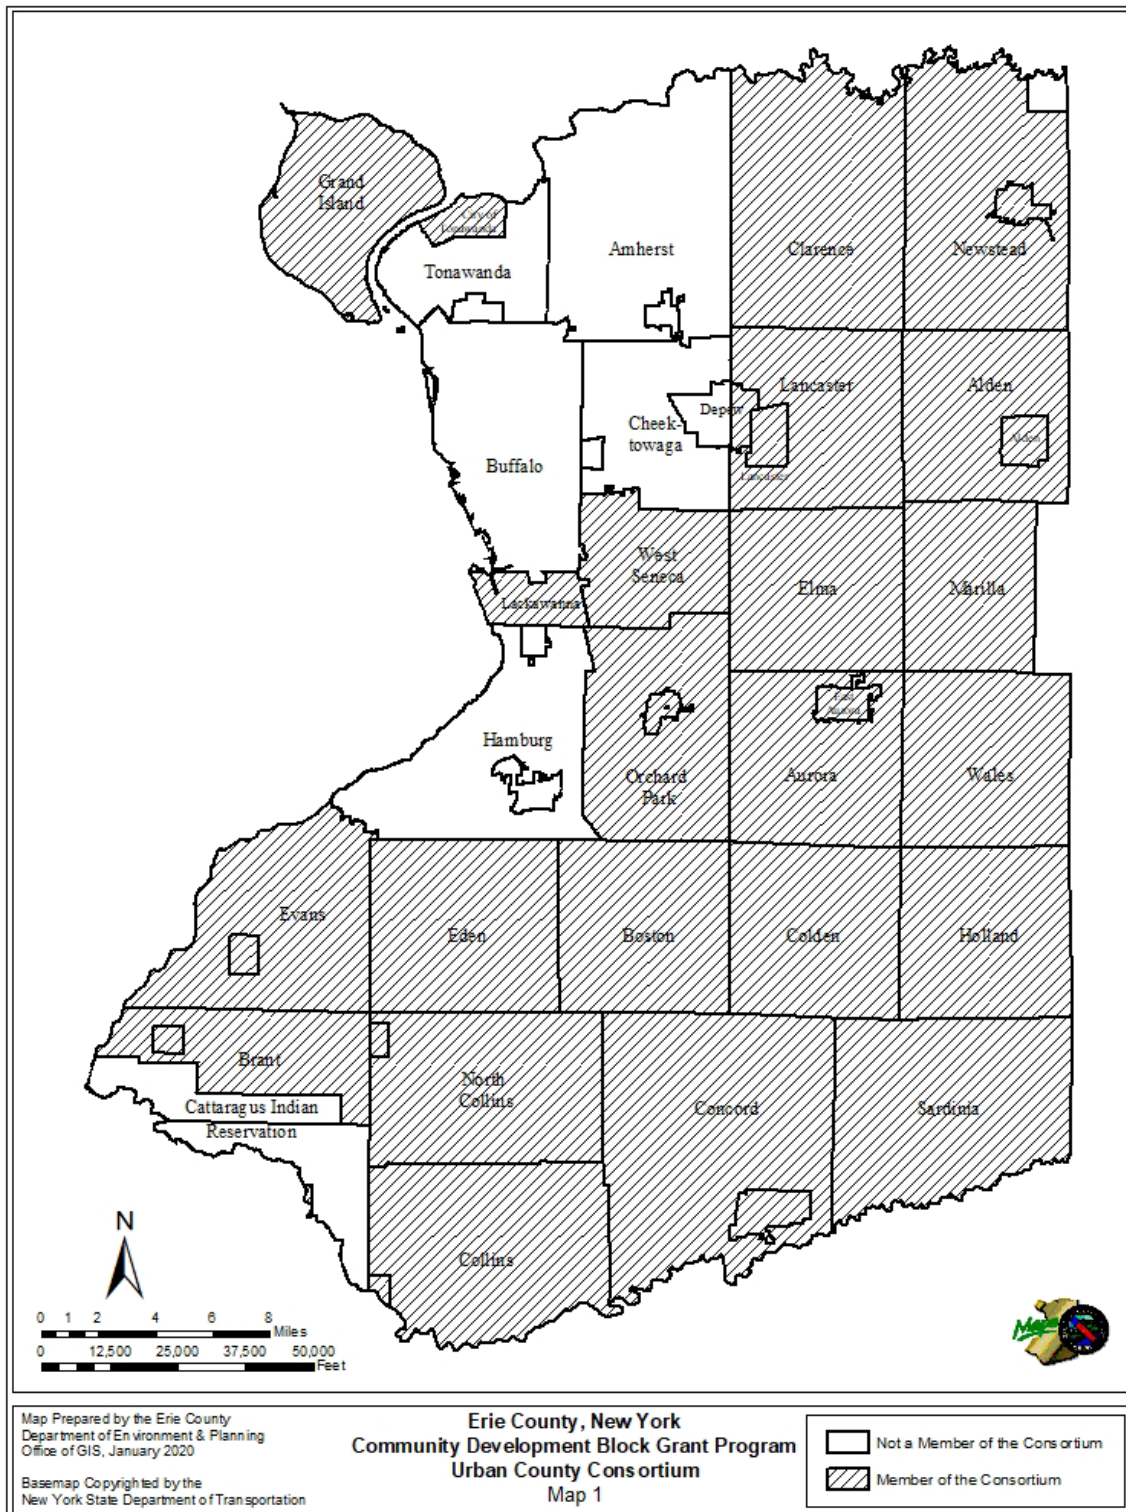 Grand
Island
City of
Tonawanda
Tonawanda
Amherst
Clarence
Newstead
Lancaster
Alden
Depew
Cheek-
towaga
Alden
Buffalo
Lancaster
West
Seneca
Elma
Marilla
Lackawanna
East
Aurora
Hamburg
Orchard
Park
Aurora
Wales
Evans
Eden
Boston
Colden
Holland
Brant
North
Collins
Concord
Sardinia
Cattaragus Indian
Reservation
Collins
N
0 1 2 4 6 8
Miles
0 12,500 25,000 37,500 50,000
Feet
Map Prepared by the Erie County
Department of Environment & Planning
Office of GIS, January 2020
Basemap Copyrighted by the
New York State Department of Transportation
Erie County, New York
Community Development Block Grant Program
Urban County Consortium
Map 1
Not a Member of the Consortium
Member of the Consortium